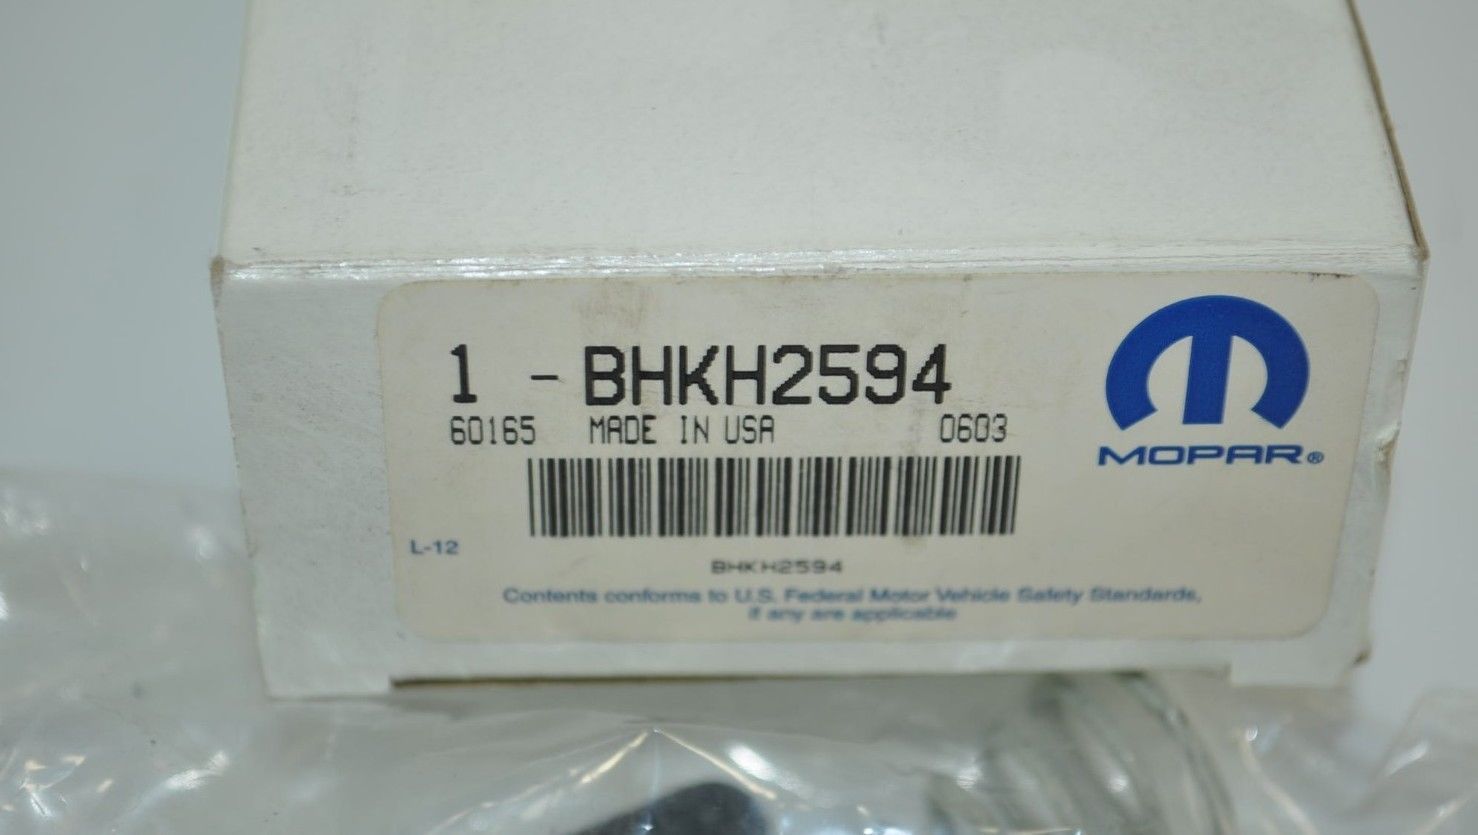 1 - BHKH2594
60165 MADE IN USA 0603
MOPAR®
L-12
BHKH2594
Contents conforms to U.S. Federal Motor Vehicle Safety Standards,
if any are applicable